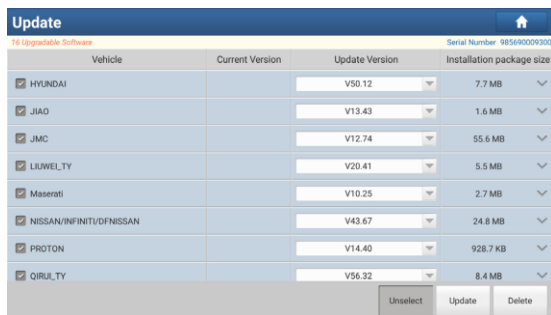 Update
16 Upgradable Software
Serial Number 985690009300
Vehicle Current Version Update Version Installation package size
HYUNDAI V50.12 7.7 MB
JIAO V13.43 1.6 MB
JMC V12.74 55.6 MB
LIUWEI_TY V20.41 5.5 MB
Maserati V10.25 2.7 MB
NISSAN/INFINITI/DFNISSAN V43.67 24.8 MB
PROTON V14.40 928.7 KB
QIRUI_TY V56.32 8.4 MB
Unselect Update Delete